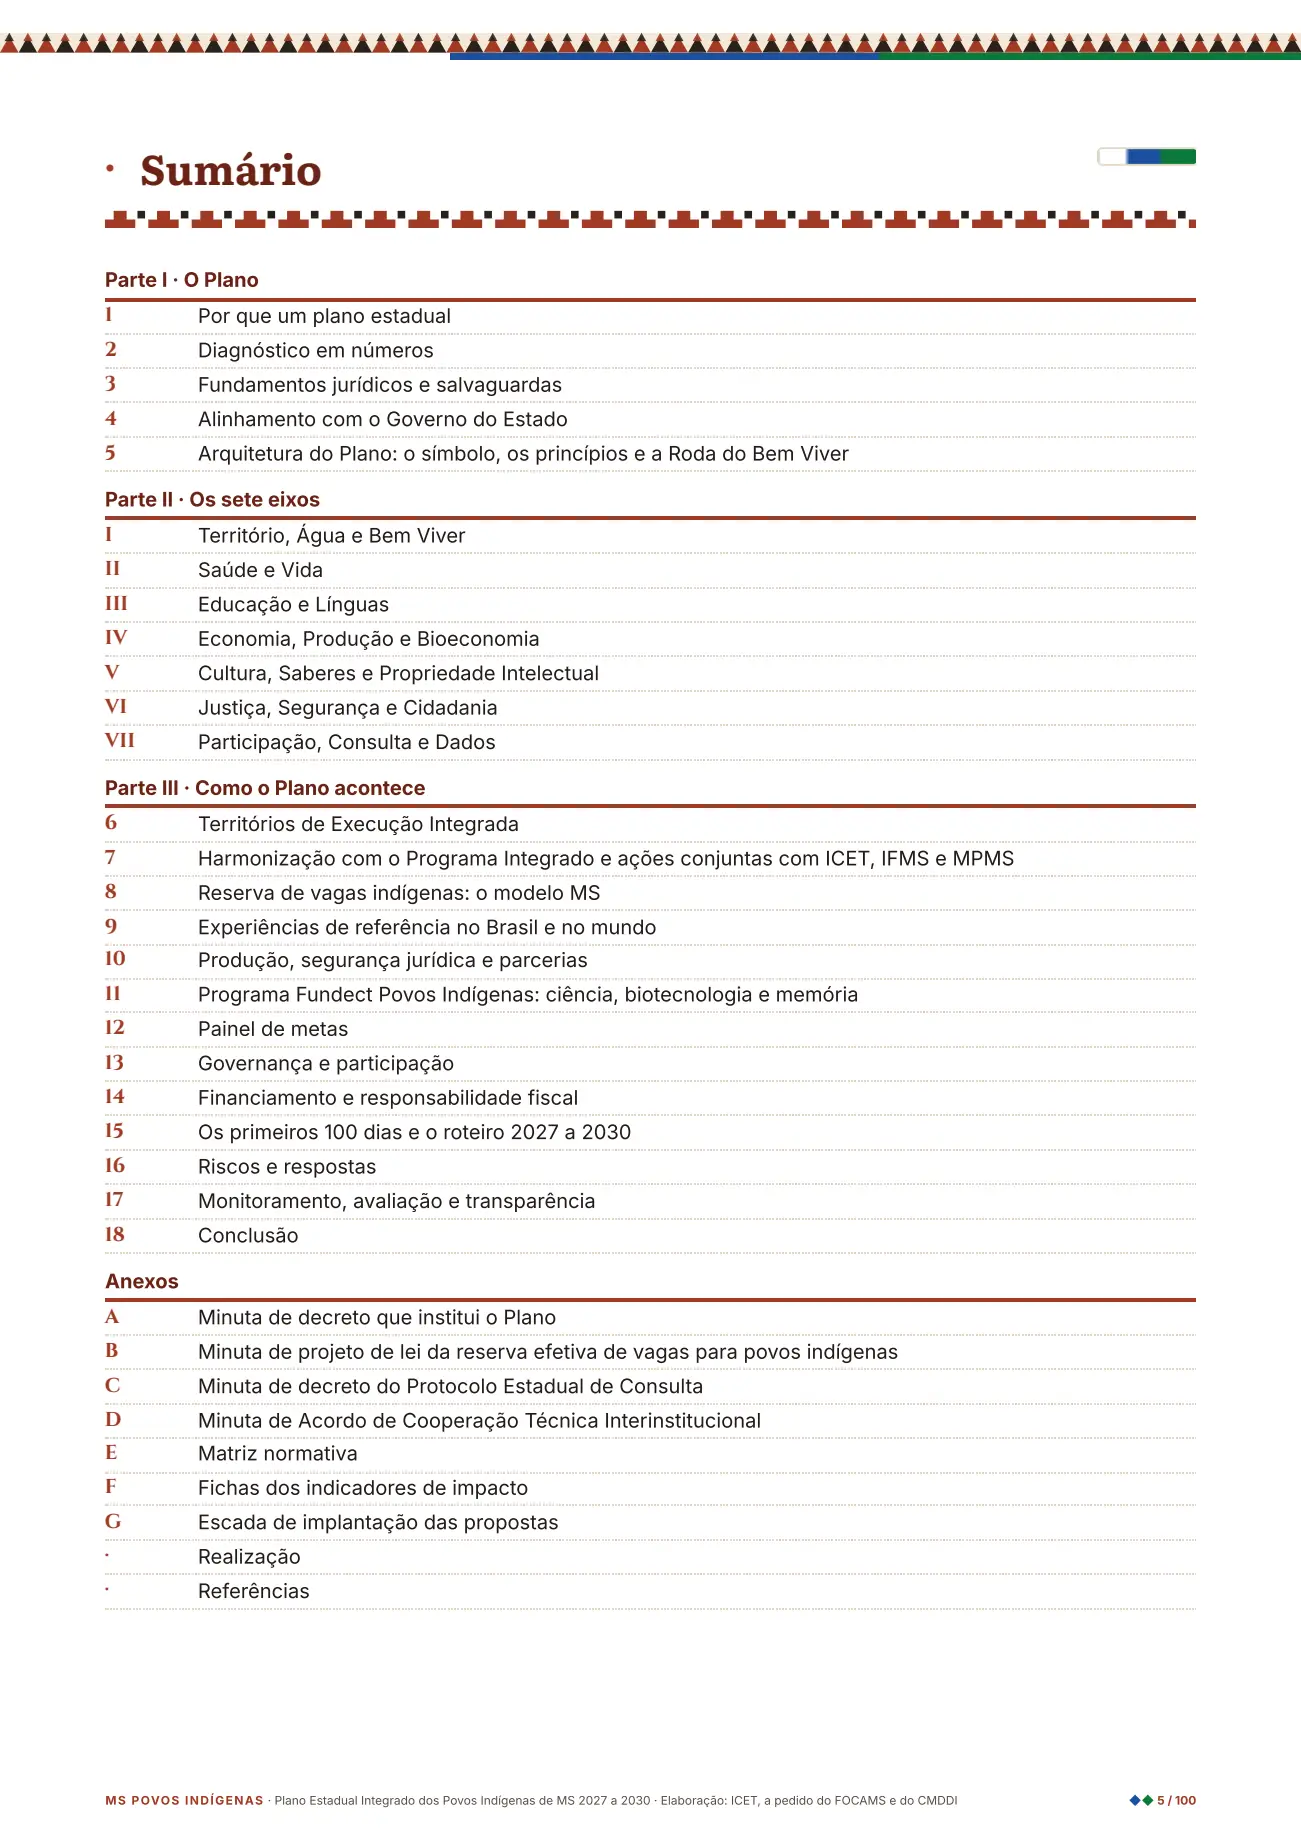 · Sumário
Parte I · O Plano
1 Por que um plano estadual
2 Diagnóstico em números
3 Fundamentos jurídicos e salvaguardas
4 Alinhamento com o Governo do Estado
5 Arquitetura do Plano: o símbolo, os princípios e a Roda do Bem Viver
Parte II · Os sete eixos
I Território, Água e Bem Viver
II Saúde e Vida
III Educação e Línguas
IV Economia, Produção e Bioeconomia
V Cultura, Saberes e Propriedade Intelectual
VI Justiça, Segurança e Cidadania
VII Participação, Consulta e Dados
Parte III · Como o Plano acontece
6 Territórios de Execução Integrada
7 Harmonização com o Programa Integrado e ações conjuntas com ICET, IFMS e MPMS
8 Reserva de vagas indígenas: o modelo MS
9 Experiências de referência no Brasil e no mundo
10 Produção, segurança jurídica e parcerias
11 Programa Fundect Povos Indígenas: ciência, biotecnologia e memória
12 Painel de metas
13 Governança e participação
14 Financiamento e responsabilidade fiscal
15 Os primeiros 100 dias e o roteiro 2027 a 2030
16 Riscos e respostas
17 Monitoramento, avaliação e transparência
18 Conclusão
Anexos
A Minuta de decreto que institui o Plano
B Minuta de projeto de lei da reserva efetiva de vagas para povos indígenas
C Minuta de decreto do Protocolo Estadual de Consulta
D Minuta de Acordo de Cooperação Técnica Interinstitucional
E Matriz normativa
F Fichas dos indicadores de impacto
G Escada de implantação das propostas
· Realização
· Referências
MS POVOS INDÍGENAS · Plano Estadual Integrado dos Povos Indígenas de MS 2027 a 2030 · Elaboração: ICET, a pedido do FOCAMS e do CMDDI 5 / 100